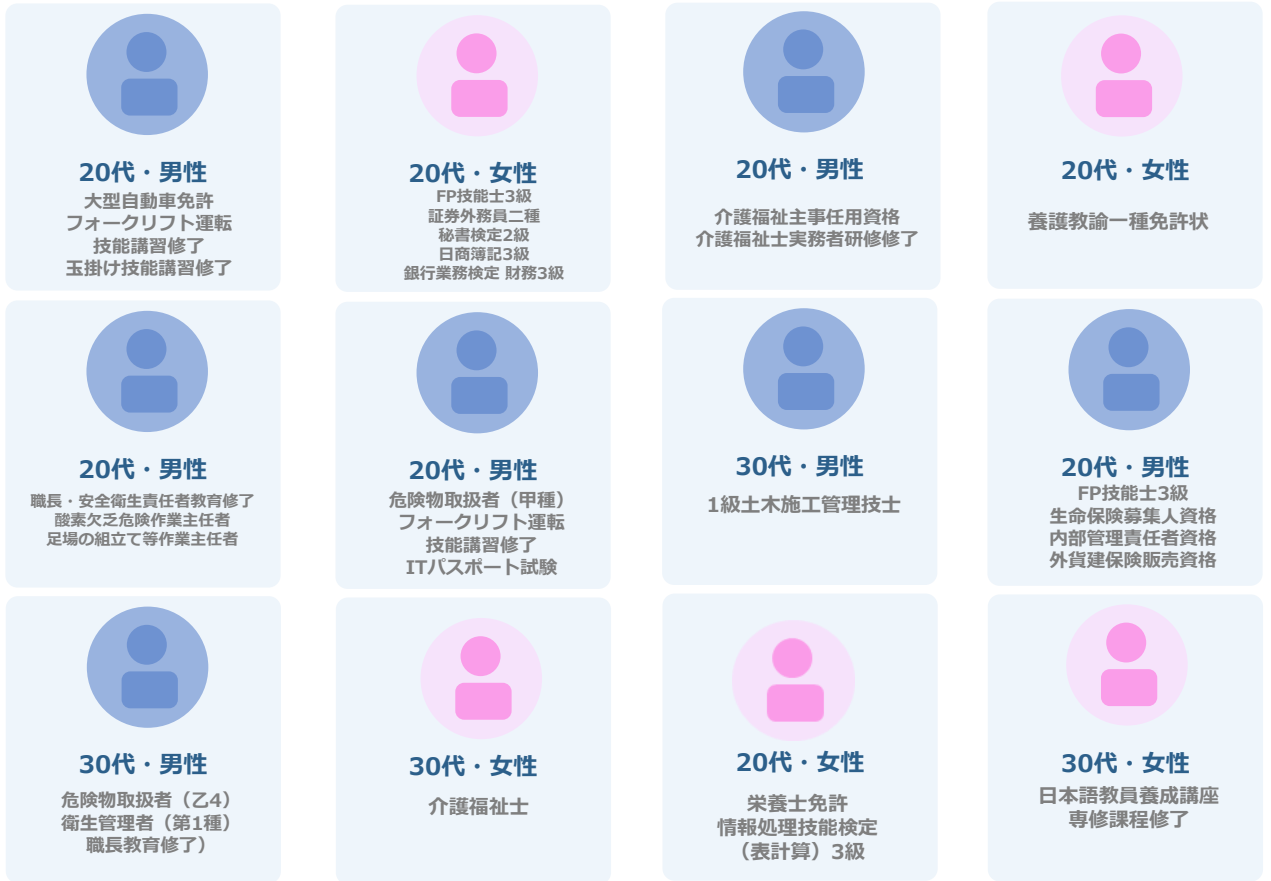 20代・男性
大型自動車免許
フォークリフト運転
技能講習修了
玉掛け技能講習修了
20代・女性
FP技能士3級
証券外務員二種
秘書検定2級
日商簿記3級
銀行業務検定 財務3級
20代・男性
介護福祉主事任用資格
介護福祉士実務者研修修了
20代・女性
養護教諭一種免許状
20代・男性
職長・安全衛生責任者教育修了
酸素欠乏危険作業主任者
足場の組立て等作業主任者
20代・男性
危険物取扱者（甲種）
フォークリフト運転
技能講習修了
ITパスポート試験
30代・男性
1級土木施工管理技士
20代・男性
FP技能士3級
生命保険募集人資格
内部管理責任者資格
外貨建保険販売資格
30代・男性
危険物取扱者（乙4）
衛生管理者（第1種）
職長教育修了）
30代・女性
介護福祉士
20代・女性
栄養士免許
情報処理技能検定
（表計算）3級
30代・女性
日本語教員養成講座
専修課程修了